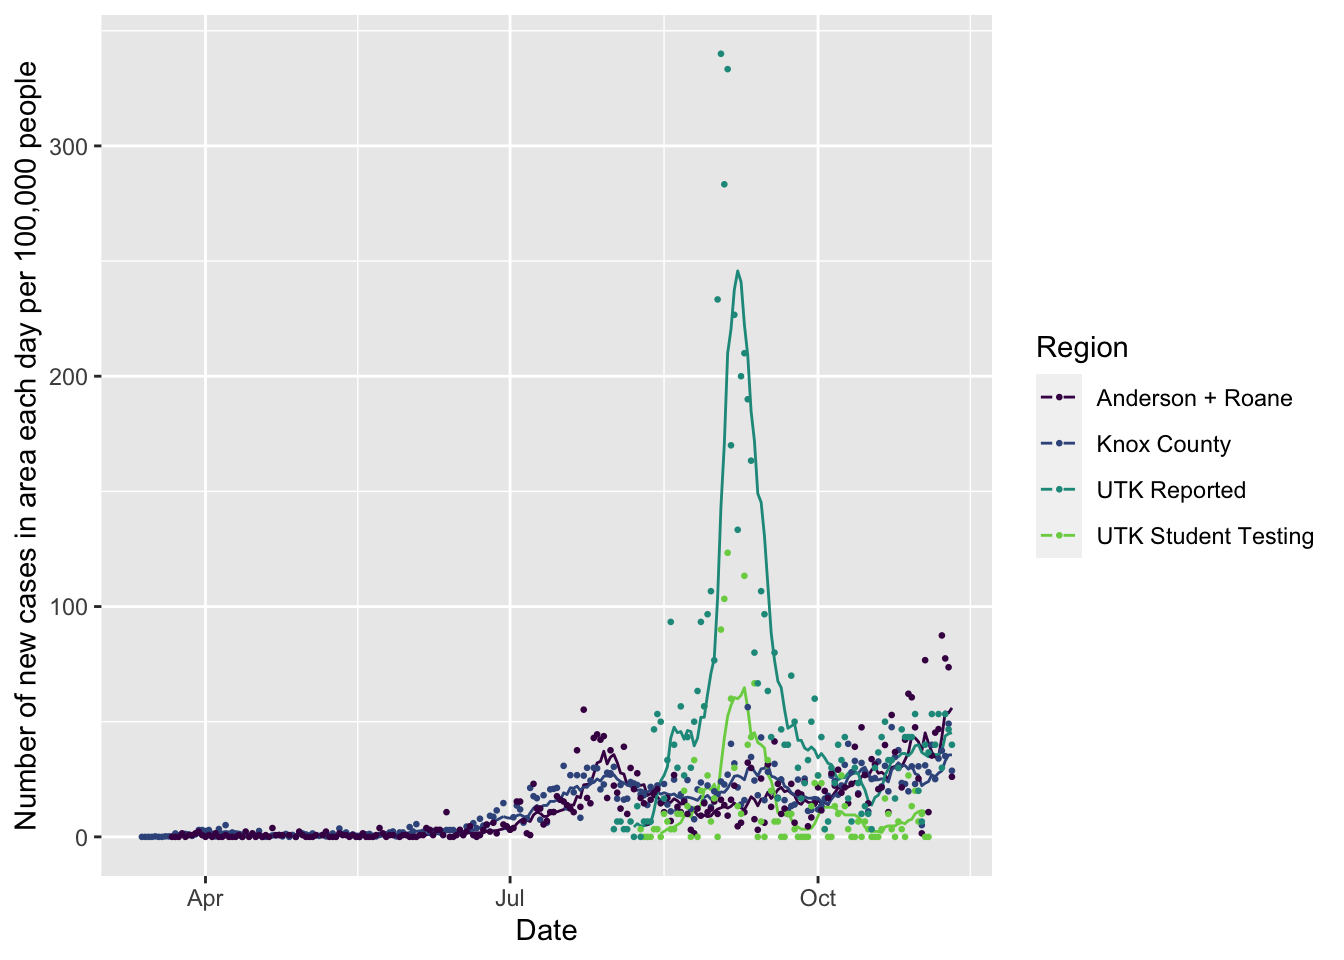 Number of new cases in area each day per 100,000 people
300
200
100
0
Apr
Jul
Oct
Date
Region
Anderson + Roane
Knox County
UTK Reported
UTK Student Testing